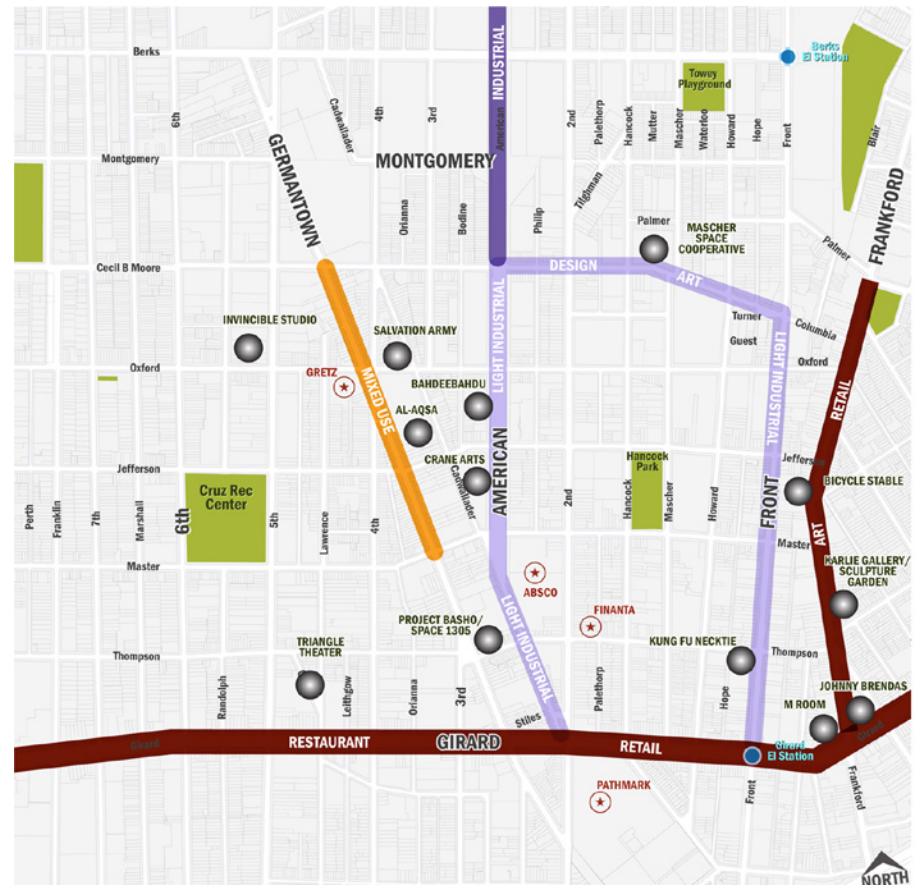 Berks
Berks
El Station
INDUSTRIAL
American
Towey
Playground
6th
Cadwallader
4th
3rd
2nd
Palethorp
Hancock
Mutter
Mascher
Waterloo
Howard
Hope
Front
Blair
Montgomery
MONTGOMERY
GERMANTOWN
Tilghman
FRANKFORD
Orianna
Bodine
Philip
Palmer
MASCHER
SPACE
COOPERATIVE
Palmer
Cecil B Moore
DESIGN
ART
INVINCIBLE STUDIO
SALVATION ARMY
LIGHT INDUSTRIAL
Turner
Guest
Columbia
Oxford
LIGHT INDUSTRIAL
Oxford
GRETZ
MIXED USE
BAHDEEBAHDU
RETAIL
AL-AQSA
CRANE ARTS
AMERICAN
Jefferson
Cadwallader
Hancock
Park
Jefferson
BICYCLE STABLE
Cruz Rec
Center
Perth
Franklin
7th
Marshall
6th
5th
Lawrence
4th
2nd
Hancock
Mascher
Howard
FRONT
Master
ART
Master
KARLIE GALLERY/
SCULPTURE
GARDEN
ABSCO
LIGHT INDUSTRIAL
FINANTA
PROJECT BASHO/
SPACE 1305
TRIANGLE
THEATER
KUNG FU NECKTIE
Thompson
Thompson
Randolph
Leithgow
Orianna
3rd
Stiles
Palethorp
Hope
JOHNNY BRENDAS
M ROOM
Girard
RESTAURANT
GIRARD
RETAIL
Girard
El Station
Girard
PATHMARK
Front
Frankford
NORTH